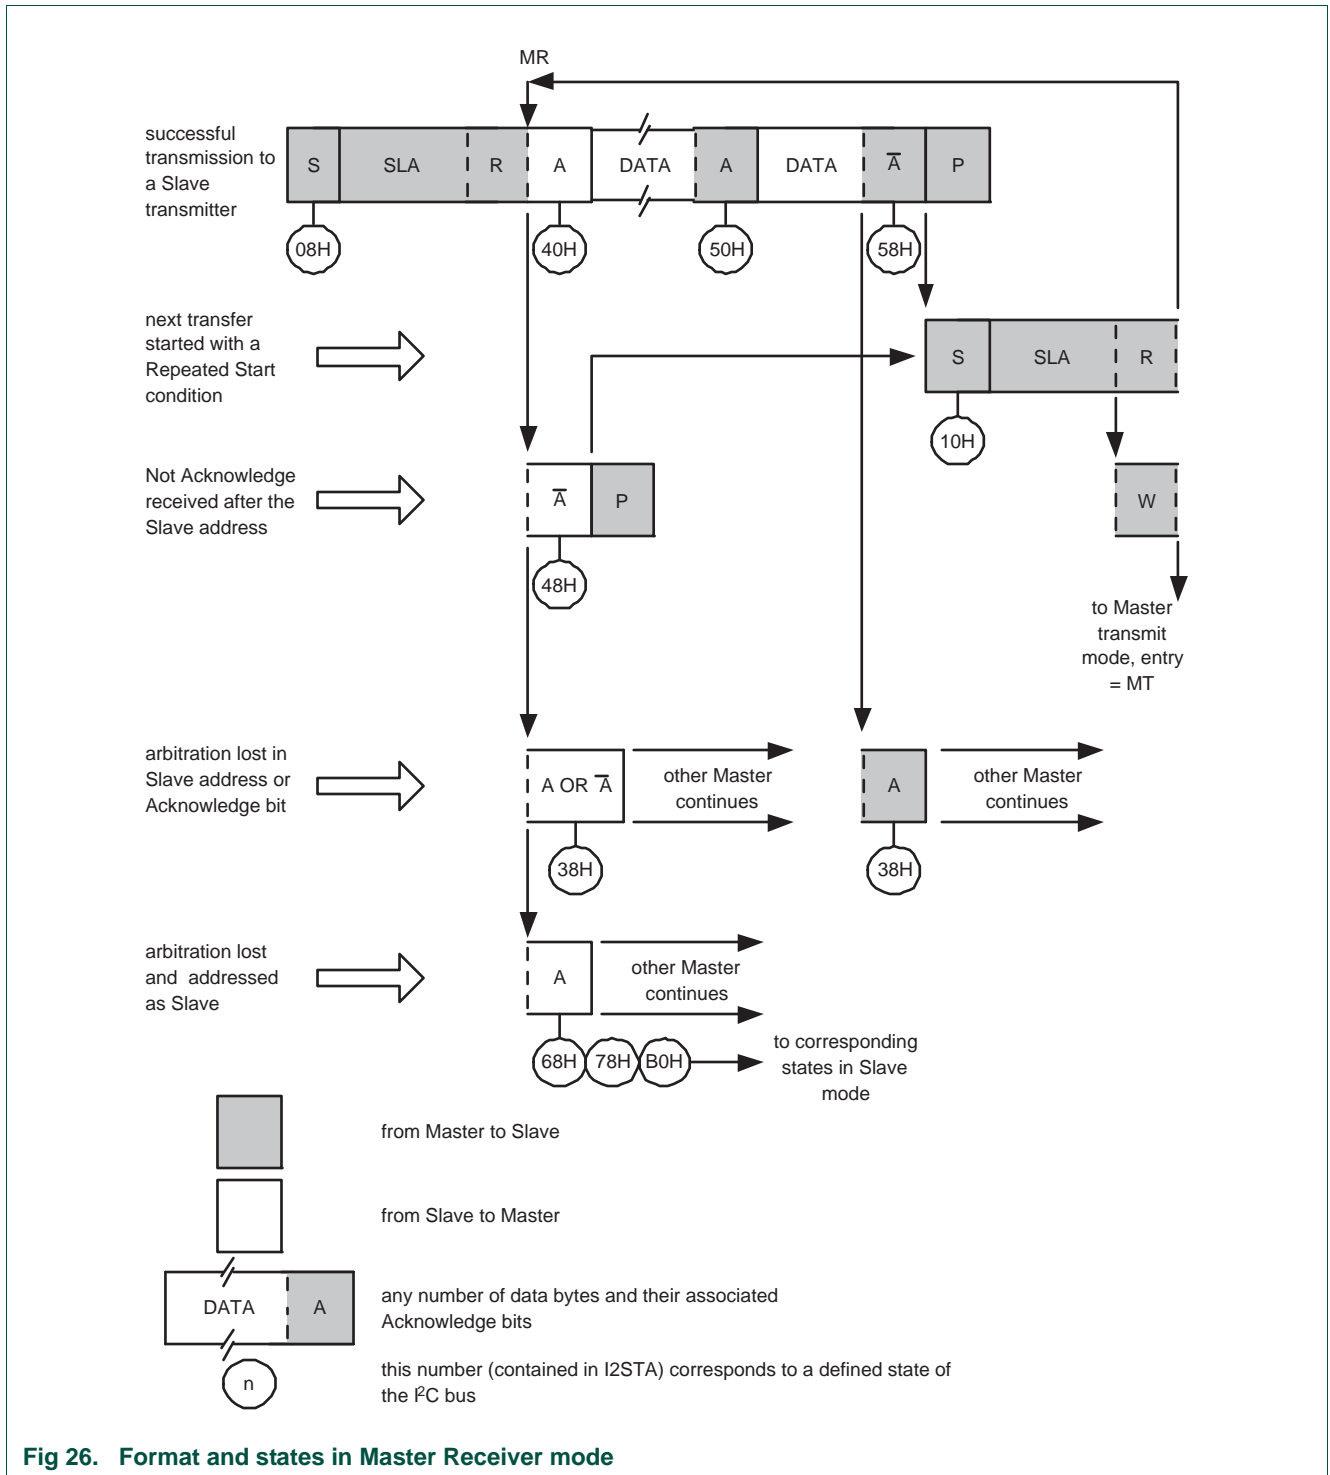 MR
successful
transmission to
a Slave
transmitter
S SLA R A DATA A DATA A̅ P
08H 40H 50H 58H
next transfer
started with a
Repeated Start
condition
S SLA R
10H
Not Acknowledge
received after the
Slave address
A̅ P
W
48H
to Master
transmit
mode, entry
= MT
arbitration lost in
Slave address or
Acknowledge bit
A OR A̅
other Master
continues
A
other Master
continues
38H 38H
arbitration lost
and addressed
as Slave
A
other Master
continues
68H 78H B0H
to corresponding
states in Slave
mode
from Master to Slave
from Slave to Master
DATA A
any number of data bytes and their associated
Acknowledge bits
n
this number (contained in I2STA) corresponds to a defined state of
the I²C bus
Fig 26. Format and states in Master Receiver mode